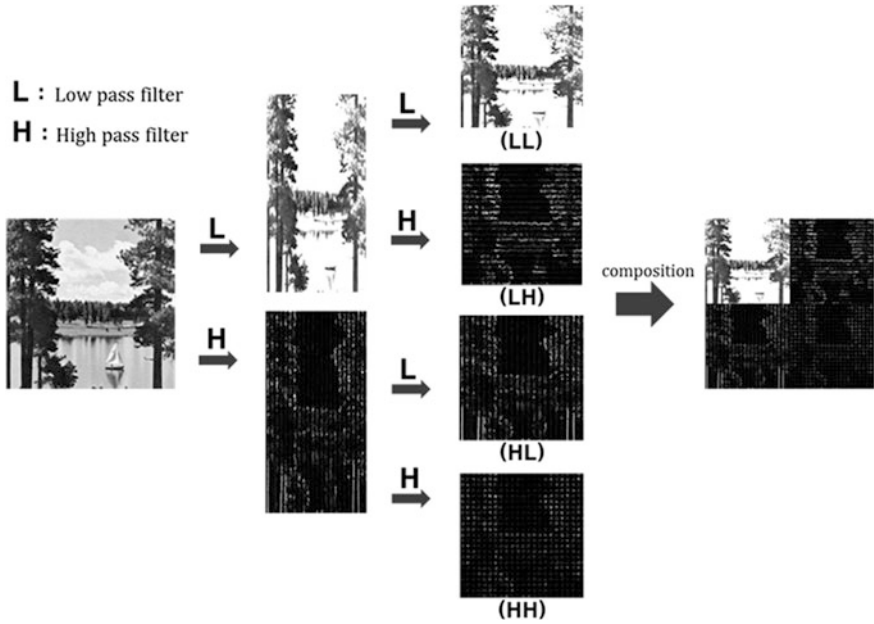 L : Low pass filter
H : High pass filter
L
H
L
H
L
H
(LL)
(LH)
(HL)
(HH)
composition